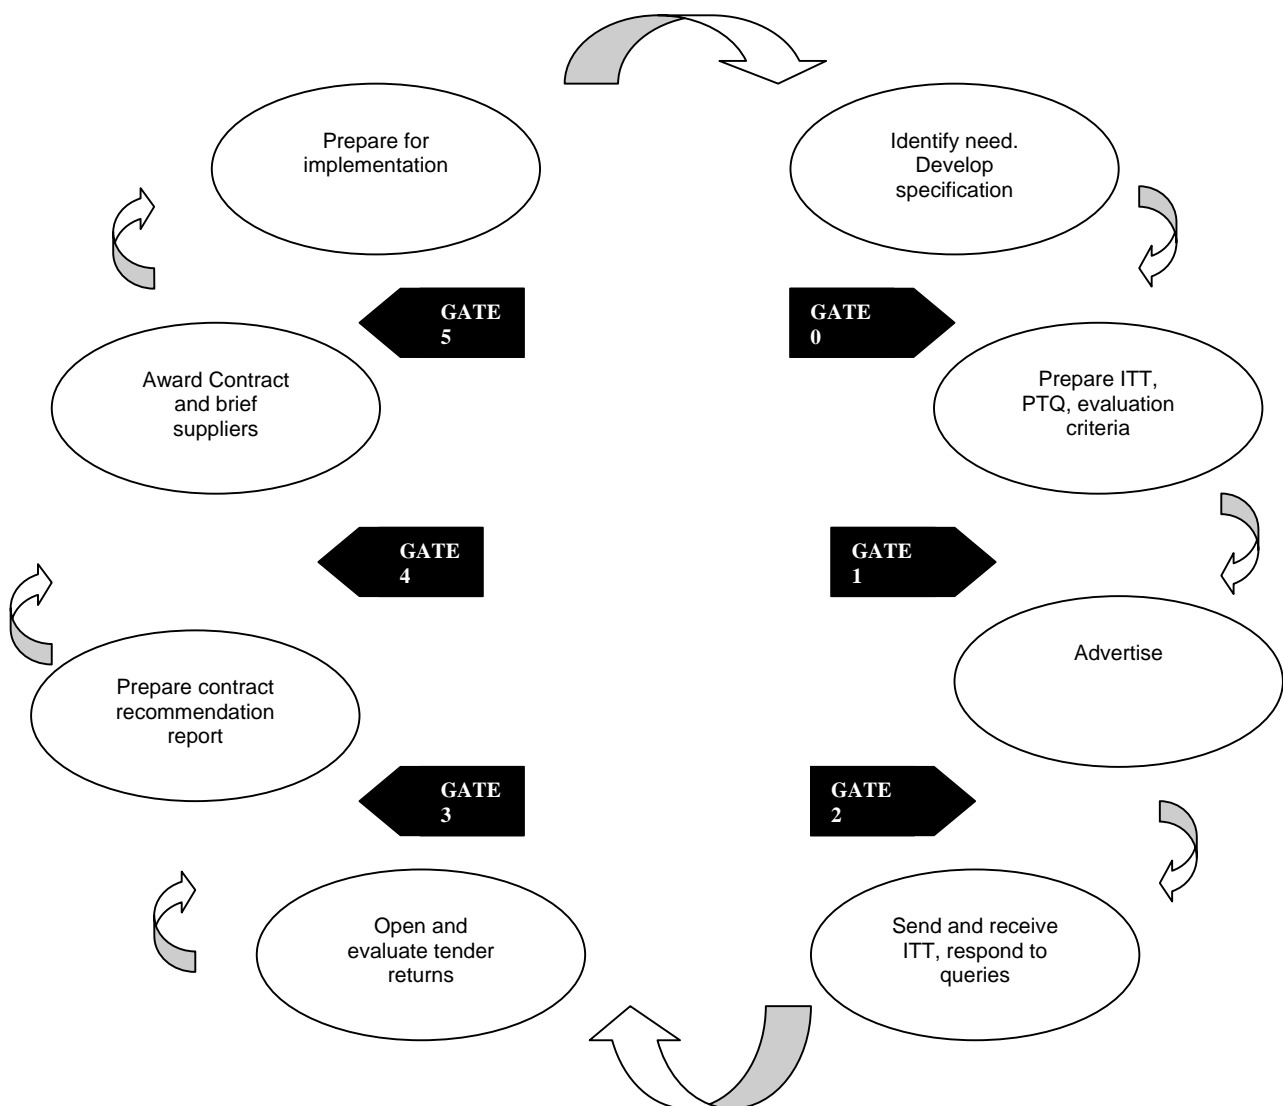 Prepare for
implementation
Identify need.
Develop
specification
GATE
5
GATE
0
Award Contract
and brief
suppliers
Prepare ITT,
PTQ, evaluation
criteria
GATE
4
GATE
1
Advertise
Prepare contract
recommendation
report
GATE
3
GATE
2
Open and
evaluate tender
returns
Send and receive
ITT, respond to
queries